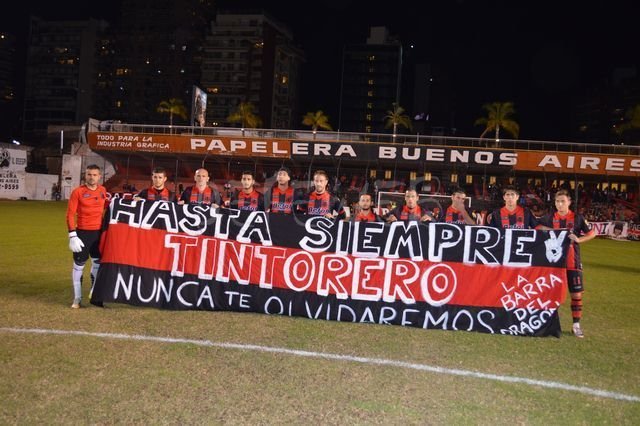 TODO PARA LA
INDUSTRIA GRAFICA
PAPELERA BUENOS AIRES
HASTA SIEMPRE
TINTORERO
NUNCA TE OLVIDAREMOS
LA
BARRA
DEL
DRAGON